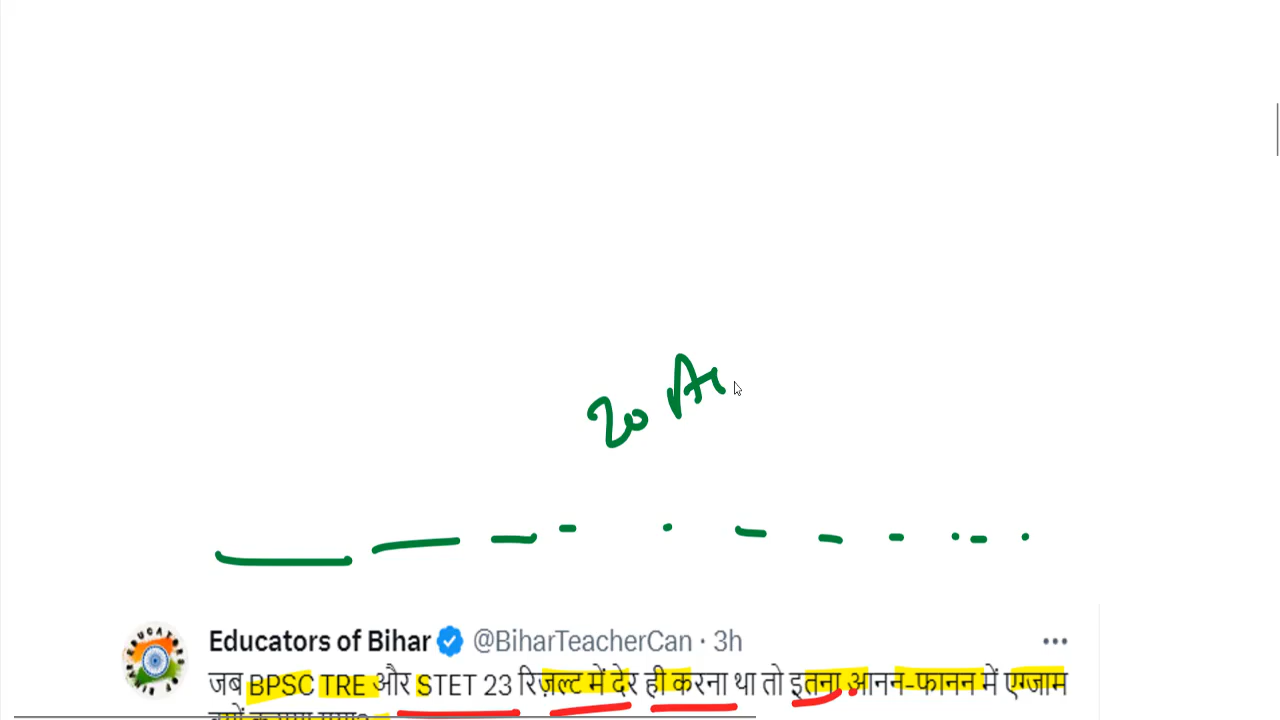 20 A
Educators of Bihar @BiharTeacherCan · 3h
जब BPSC TRE और STET 23 रिज़ल्ट में देर ही करना था तो इतना आनन-फानन में एग्जाम